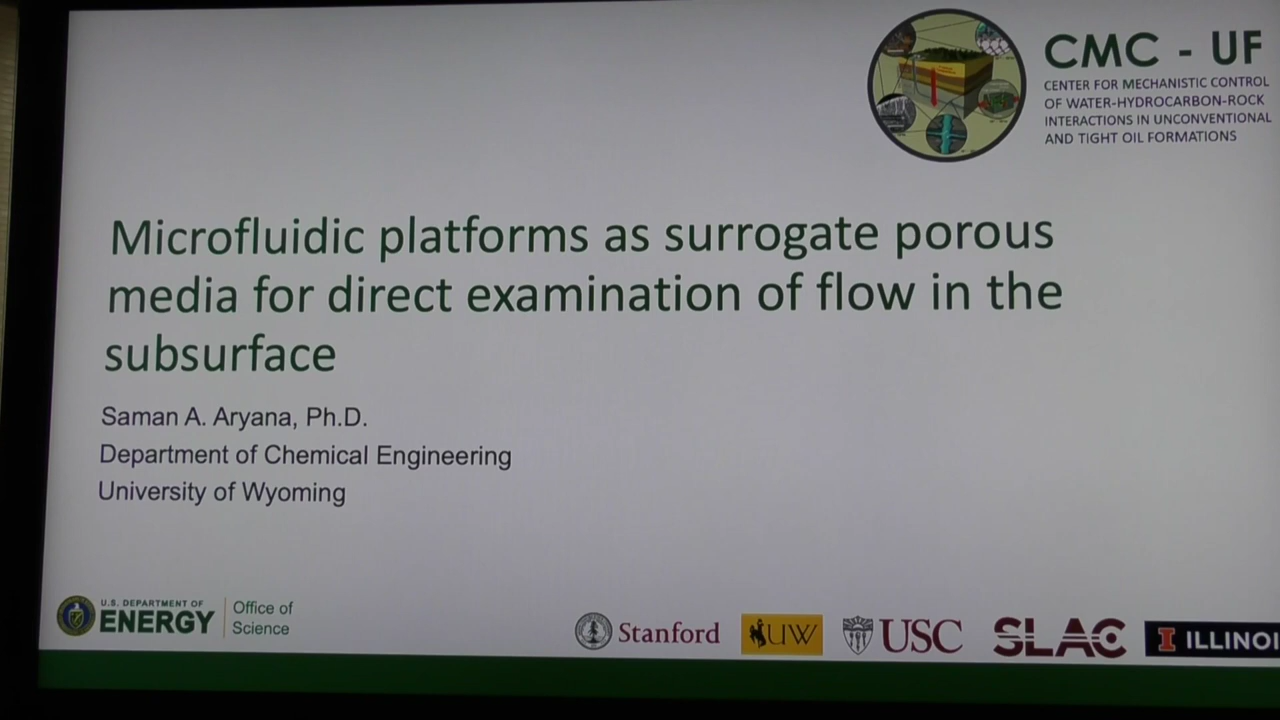 CMC - UF
CENTER FOR MECHANISTIC CONTROL
OF WATER-HYDROCARBON-ROCK
INTERACTIONS IN UNCONVENTIONAL
AND TIGHT OIL FORMATIONS
Microfluidic platforms as surrogate porous
media for direct examination of flow in the
subsurface
Saman A. Aryana, Ph.D.
Department of Chemical Engineering
University of Wyoming
U.S. DEPARTMENT OF
ENERGY
Office of
Science
Stanford
UW
USC
SLAC
I ILLINOI